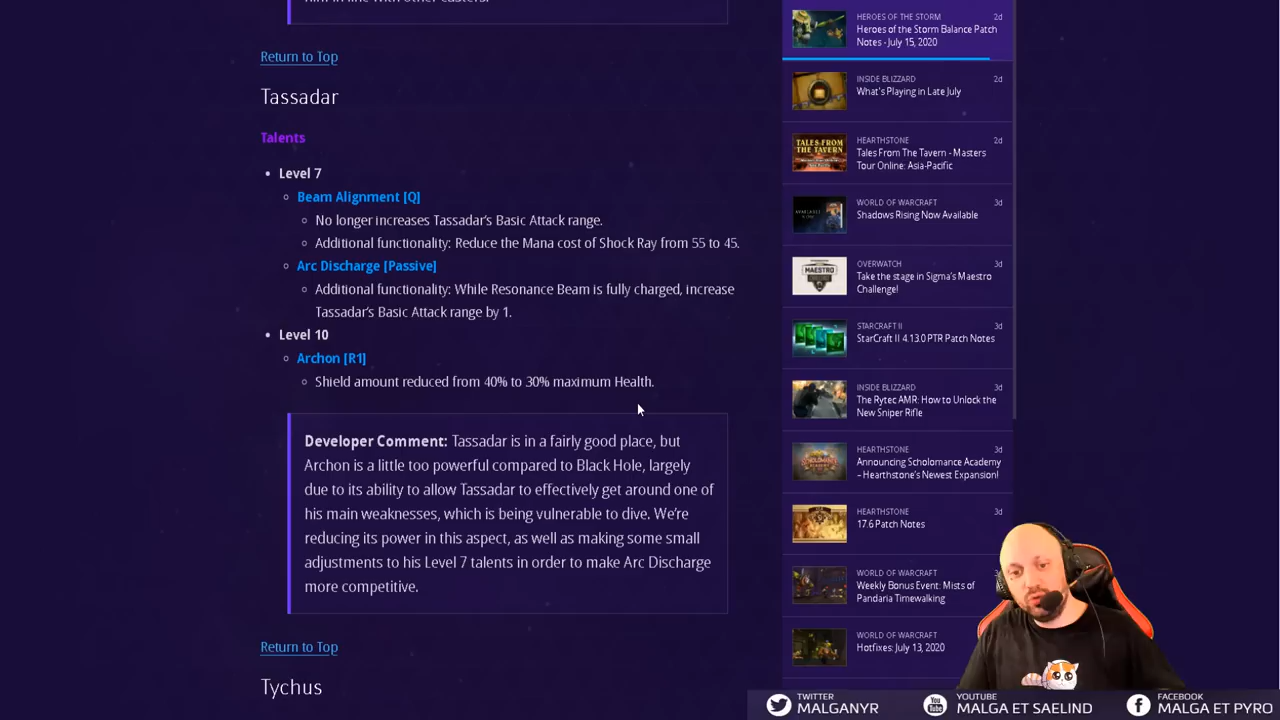 Return to Top
Tassadar
Talents
Level 7
Beam Alignment [Q]
No longer increases Tassadar's Basic Attack range.
Additional functionality: Reduce the Mana cost of Shock Ray from 55 to 45.
Arc Discharge [Passive]
Additional functionality: While Resonance Beam is fully charged, increase
Tassadar's Basic Attack range by 1.
Level 10
Archon [R1]
Shield amount reduced from 40% to 30% maximum Health.
Developer Comment: Tassadar is in a fairly good place, but
Archon is a little too powerful compared to Black Hole, largely
due to its ability to allow Tassadar to effectively get around one of
his main weaknesses, which is being vulnerable to dive. We're
reducing its power in this aspect, as well as making some small
adjustments to his Level 7 talents in order to make Arc Discharge
more competitive.
Return to Top
Tychus
HEROES OF THE STORM 2d
Heroes of the Storm Balance Patch
Notes - July 15, 2020
INSIDE BLIZZARD 2d
What's Playing in Late July
HEARTHSTONE 2d
Tales From The Tavern - Masters
Tour Online: Asia-Pacific
TALES FROM
THE TAVERN
WORLD OF WARCRAFT 3d
Shadows Rising Now Available
OVERWATCH 3d
Take the stage in Sigma's Maestro
Challenge!
MAESTRO
STARCRAFT II 3d
StarCraft II 4.13.0 PTR Patch Notes
INSIDE BLIZZARD 3d
The Rytec AMR: How to Unlock the
New Sniper Rifle
HEARTHSTONE 3d
Announcing Scholomance Academy
– Hearthstone's Newest Expansion!
HEARTHSTONE 3d
17.6 Patch Notes
WORLD OF WARCRAFT
Weekly Bonus Event: Mists of
Pandaria Timewalking
WORLD OF WARCRAFT
Hotfixes: July 13, 2020
TWITTER
MALGANYR
YOUTUBE
MALGA ET SAELIND
FACEBOOK
MALGA ET PYRO